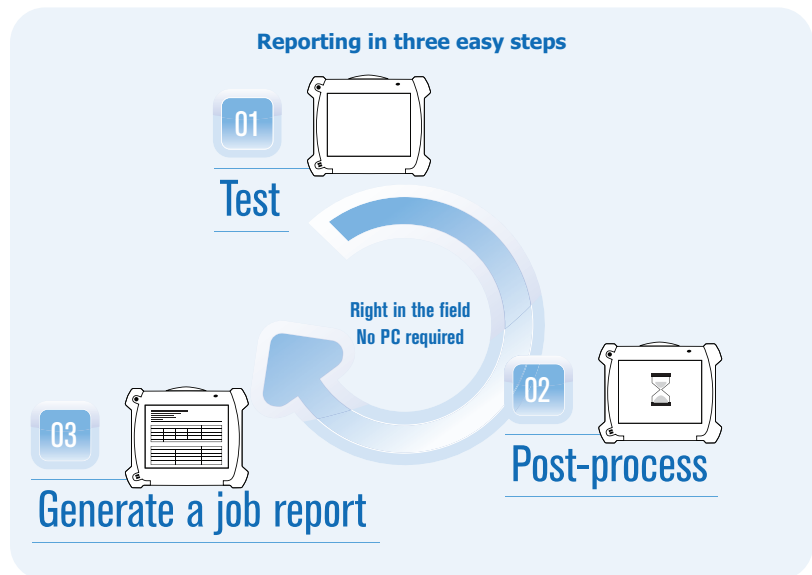 Reporting in three easy steps
01
Test
Right in the field
No PC required
02
Post-process
03
Generate a job report